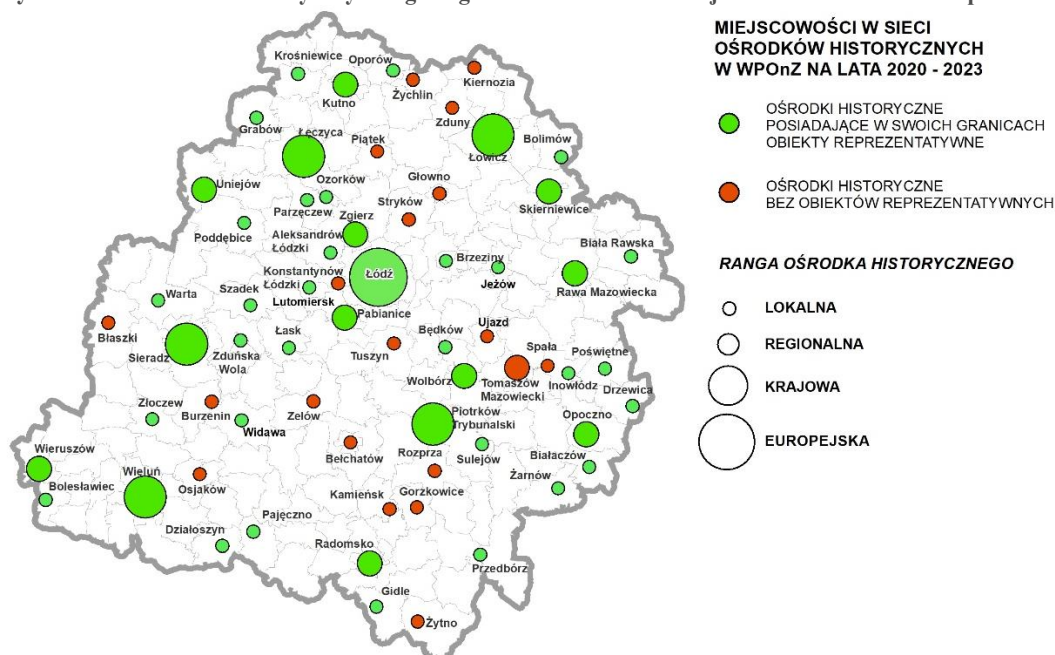 MIEJSCOWOŚCI W SIECI
OŚRODKÓW HISTORYCZNYCH
W WPOnZ NA LATA 2020 - 2023
OŚRODKI HISTORYCZNE
POSIADAJĄCE W SWOICH GRANICACH
OBIEKTY REPREZENTATYWNE
OŚRODKI HISTORYCZNE
BEZ OBIEKTÓW REPREZENTATYWNYCH
RANGA OŚRODKA HISTORYCZNEGO
LOKALNA
REGIONALNA
KRAJOWA
EUROPEJSKA
Krośniewice
Oporów
Kiernozia
Kutno
Żychlin
Zduny
Grabów
Łęczyca
Piątek
Łowicz
Bolimów
Uniejów
Ozorków
Głowno
Skierniewice
Parzęczew
Zgierz
Stryków
Poddębice
Aleksandrów
Łódzki
Biała Rawska
Konstantynów
Łódzki
Łódź
Brzeziny
Jeżów
Rawa Mazowiecka
Warta
Szadek
Lutomiersk
Pabianice
Błaszki
Sieradz
Zduńska
Wola
Łask
Tuszyn
Będków
Ujazd
Spała
Poświętne
Wolbórz
Tomaszów
Mazowiecki
Inowłódz
Drzewica
Złoczew
Burzenin
Widawa
Zelów
Piotrków
Trybunalski
Opoczno
Bełchatów
Rozprza
Sulejów
Białaczów
Wieruszów
Wieluń
Osjaków
Żarnów
Bolesławiec
Kamieńsk
Gorzkowice
Działoszyn
Pajęczno
Radomsko
Przedbórz
Gidle
Żytno